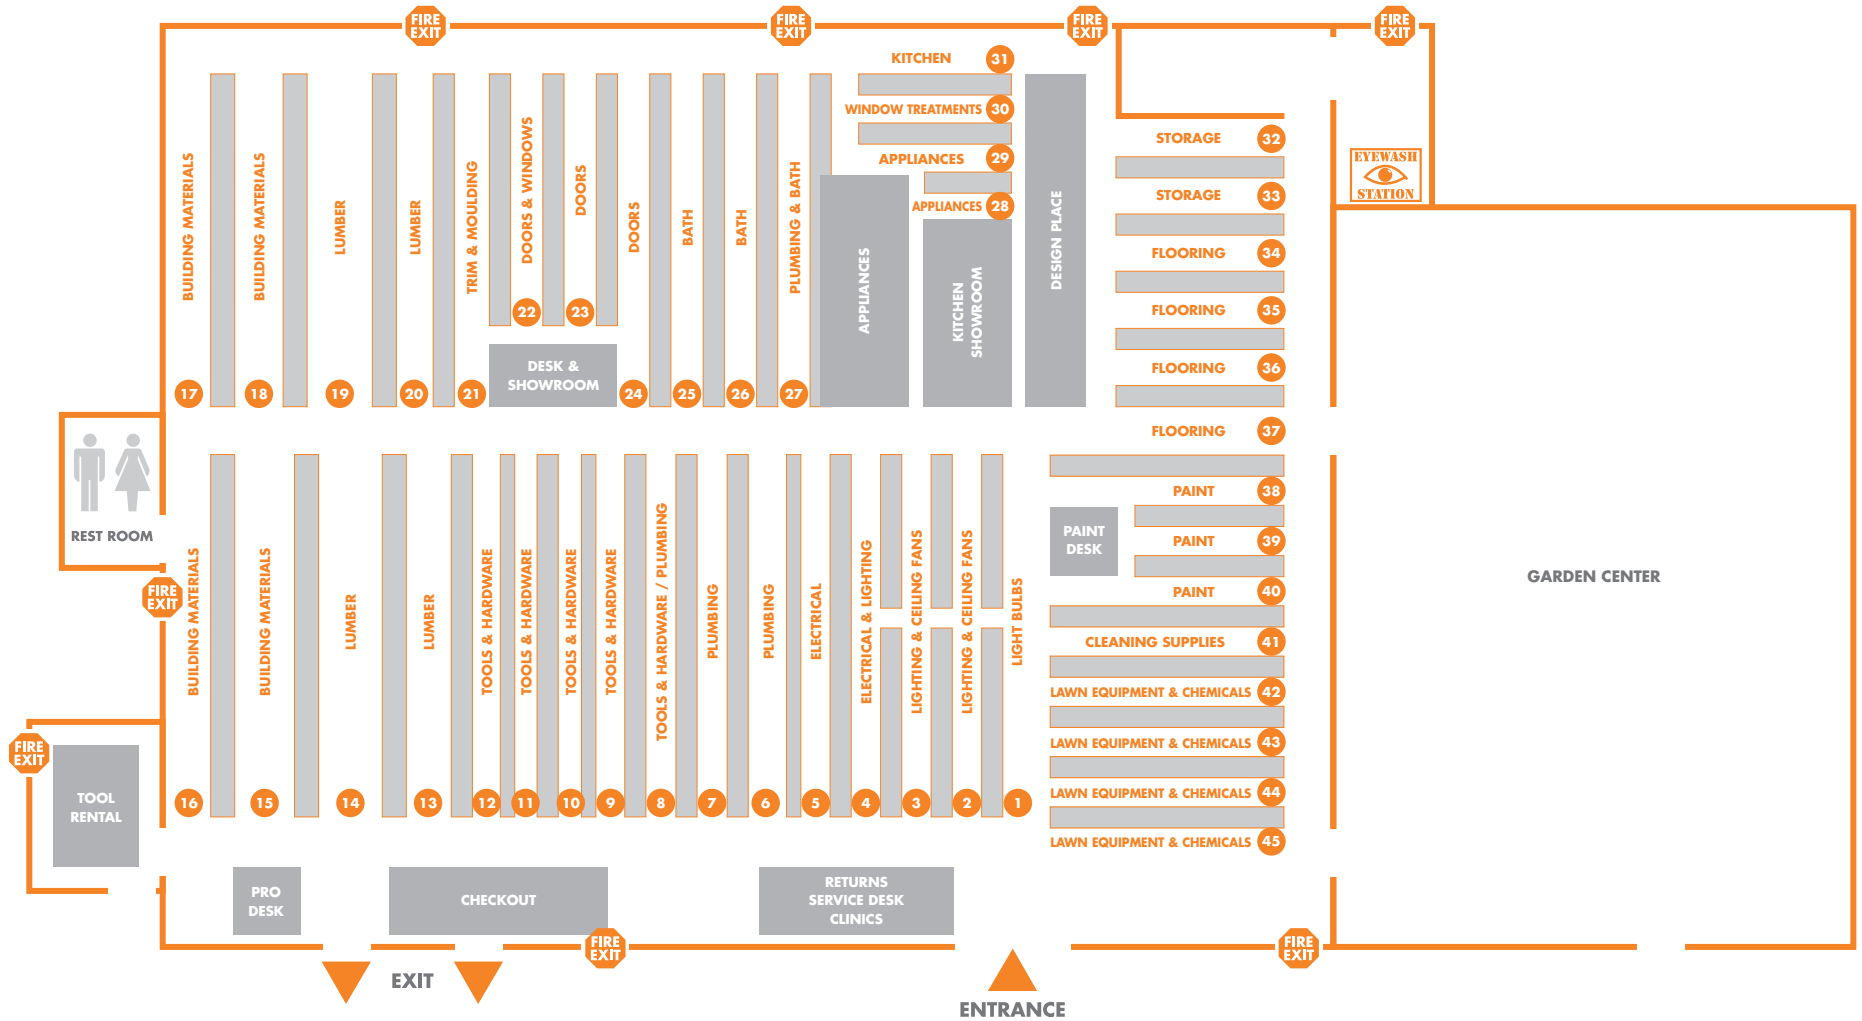 FIRE
EXIT
FIRE
EXIT
FIRE
EXIT
FIRE
EXIT
KITCHEN 31
WINDOW TREATMENTS 30
APPLIANCES 29
APPLIANCES 28
BUILDING MATERIALS
17
BUILDING MATERIALS
18
LUMBER
19
LUMBER
20
TRIM & MOULDING
21
DOORS & WINDOWS
22
DOORS
23
DESK &
SHOWROOM
DOORS
24
BATH
25
BATH
26
PLUMBING & BATH
27
APPLIANCES
KITCHEN
SHOWROOM
DESIGN PLACE
STORAGE 32
STORAGE 33
FLOORING 34
FLOORING 35
FLOORING 36
FLOORING 37
EYEWASH
STATION
REST ROOM
FIRE
EXIT
BUILDING MATERIALS
16
BUILDING MATERIALS
15
LUMBER
14
LUMBER
13
TOOLS & HARDWARE
12
TOOLS & HARDWARE
11
TOOLS & HARDWARE
10
TOOLS & HARDWARE
9
TOOLS & HARDWARE / PLUMBING
8
PLUMBING
7
PLUMBING
6
ELECTRICAL
5
ELECTRICAL & LIGHTING
4
LIGHTING & CEILING FANS
3
LIGHTING & CEILING FANS
2
LIGHT BULBS
1
PAINT 38
PAINT
DESK
PAINT 39
PAINT 40
CLEANING SUPPLIES 41
LAWN EQUIPMENT & CHEMICALS 42
LAWN EQUIPMENT & CHEMICALS 43
LAWN EQUIPMENT & CHEMICALS 44
LAWN EQUIPMENT & CHEMICALS 45
GARDEN CENTER
FIRE
EXIT
TOOL
RENTAL
PRO
DESK
CHECKOUT
RETURNS
SERVICE DESK
CLINICS
FIRE
EXIT
FIRE
EXIT
EXIT
ENTRANCE